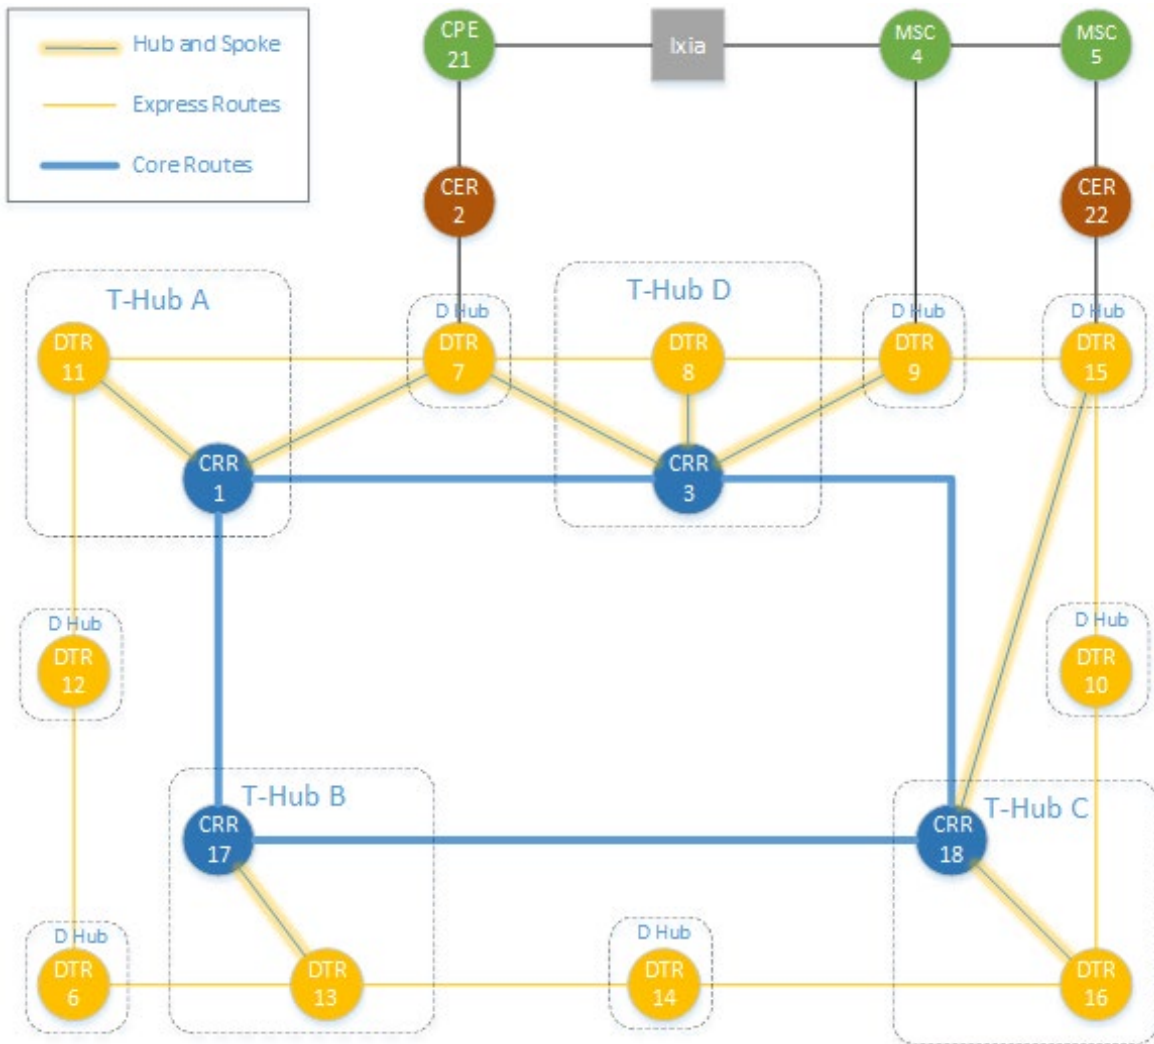 Hub and Spoke
Express Routes
Core Routes
CPE
21
Ixia
MSC
4
MSC
5
CER
2
CER
22
T-Hub A
T-Hub D
D Hub
D Hub
D Hub
DTR
11
DTR
7
DTR
8
DTR
9
DTR
15
CRR
1
CRR
3
D Hub
DTR
12
D Hub
DTR
10
T-Hub B
T-Hub C
CRR
17
CRR
18
D Hub
DTR
6
DTR
13
D Hub
DTR
14
DTR
16